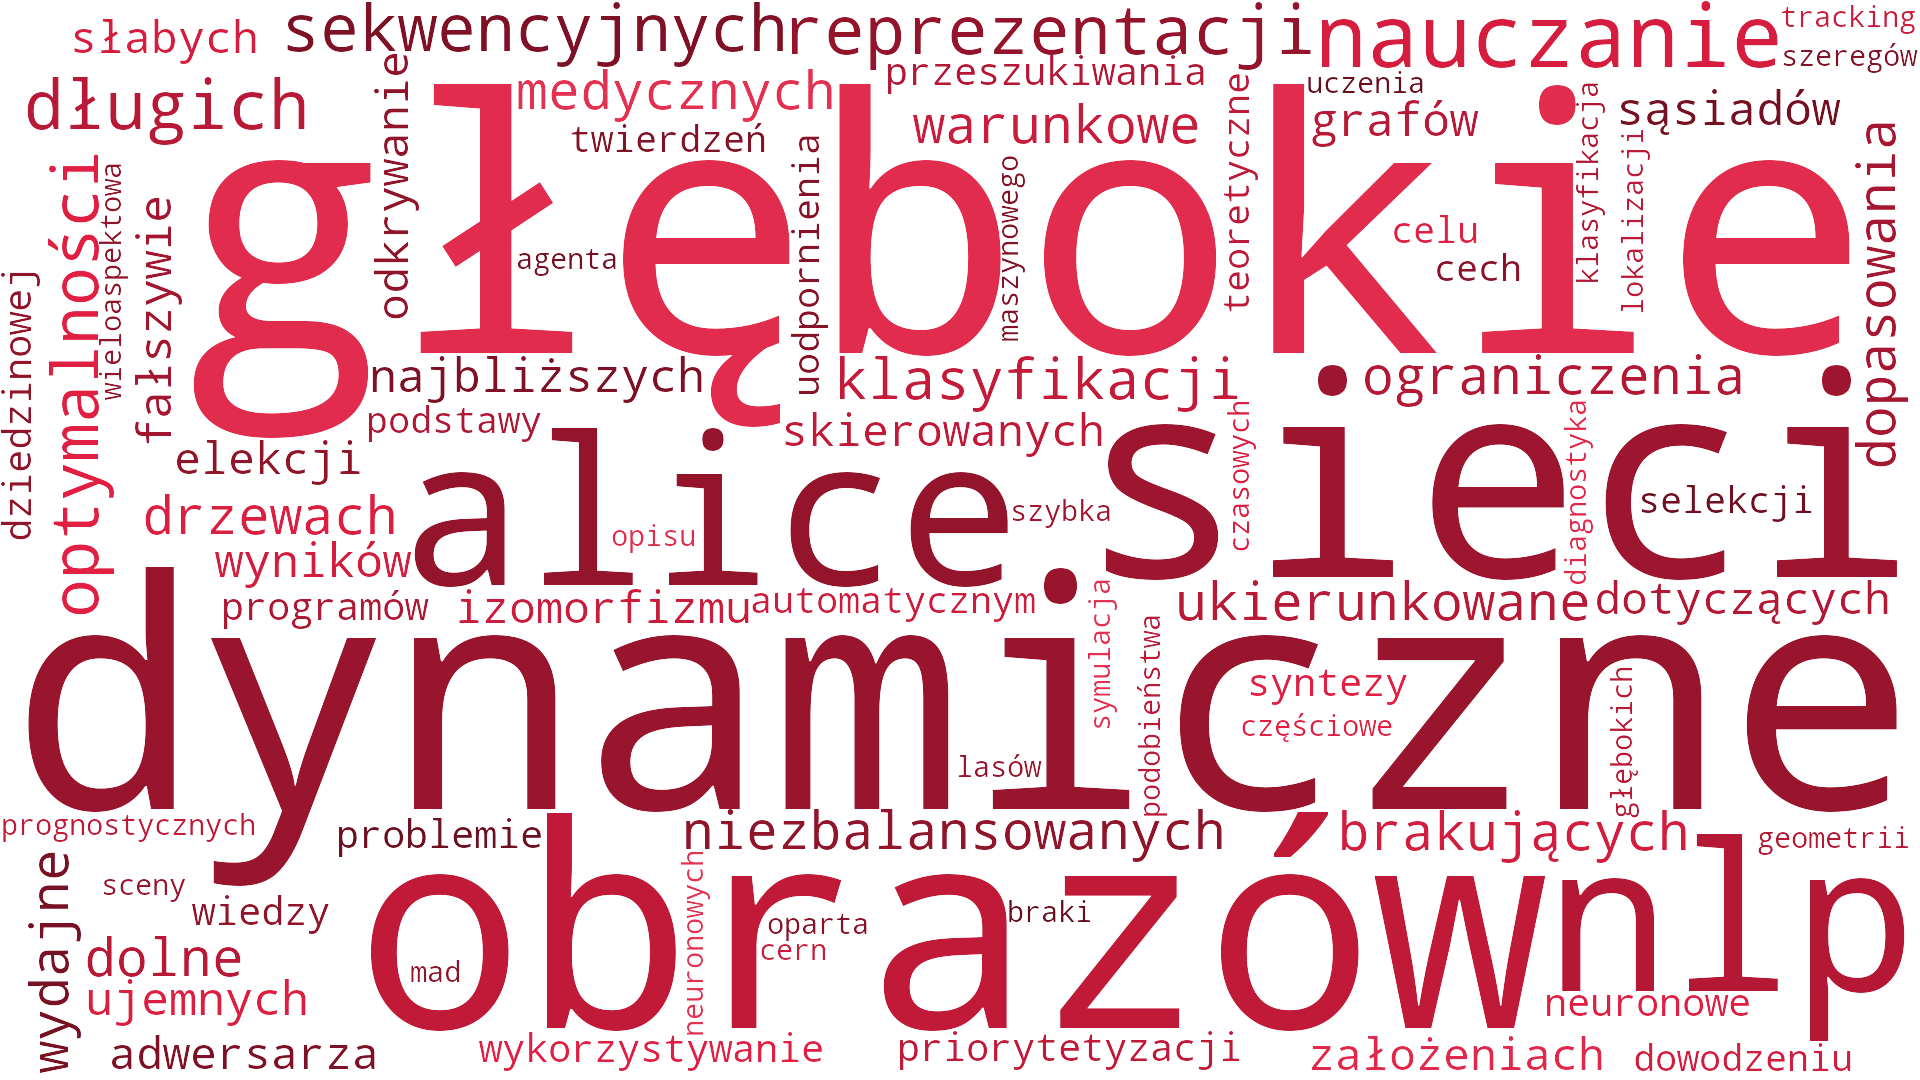 słabych
sekwencyjnych
reprezentacji
nauczanie
tracking
szeregów
długich
odkrywanie
medycznych
przeszukiwania
uczenia
twierdzeń
warunkowe
teoretyczne
grafów
klasyfikacja
sąsiadów
lokalizacji
dopasowania
głębokie
optymalności
wieloaspektowa
fałszywie
dziedzinowej
agenta
uodpornienia
maszynowego
celu
cech
najbliższych
klasyfikacji
ograniczenia
podstawy
skierowanych
czasowych
diagnostyka
elekcji
alice
sieci
selekcji
drzewach
opisu
szybka
wyników
programów
izomorfizmu
automatycznym
symulacja
ukierunkowane
dotyczących
dynamiczne
podobieństwa
syntezy
częściowe
głębokich
lasów
prognostycznych
problemie
niezbalansowanych
brakujących
geometrii
wydajne
sceny
wiedzy
obrazów
nlp
neuronowych
oparta
cern
braki
mad
dolne
ujemnych
neuronowe
adwersarza
wykorzystywanie
priorytetyzacji
założeniach
dowodzeniu